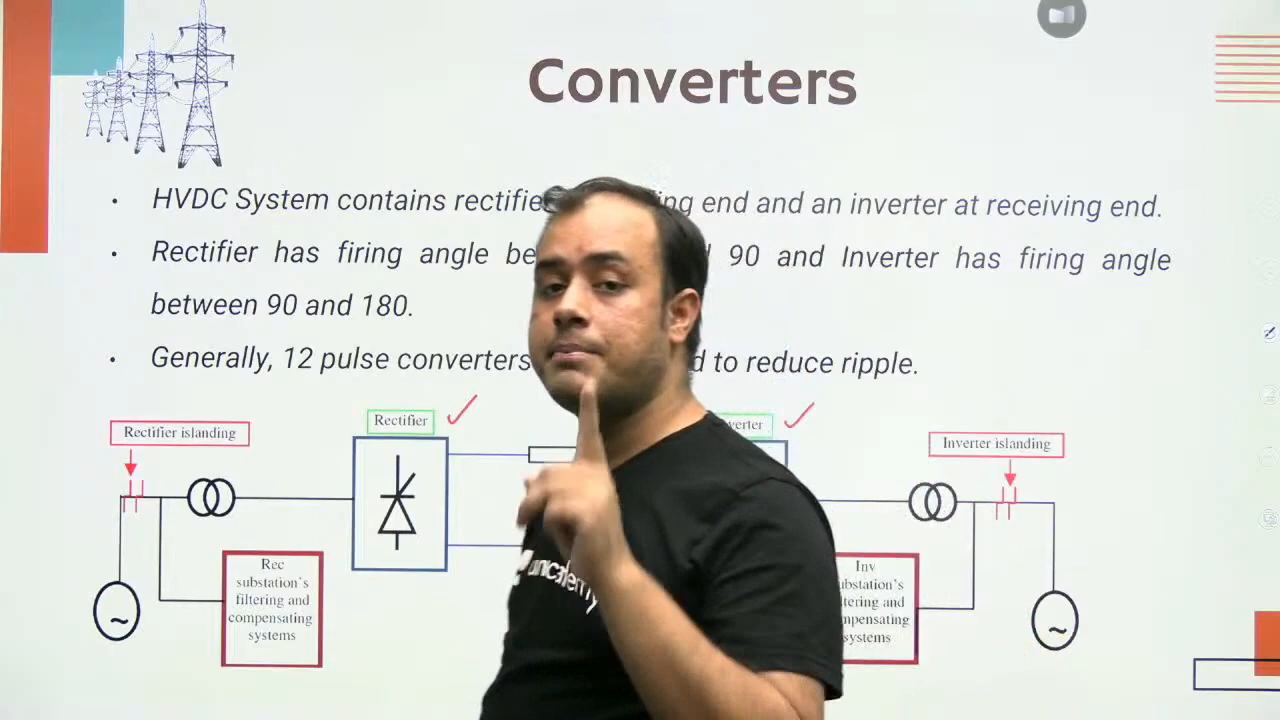 Converters
• HVDC System contains rectifie ing end and an inverter at receiving end.
• Rectifier has firing angle be 90 and Inverter has firing angle
between 90 and 180.
• Generally, 12 pulse converters d to reduce ripple.
Rectifier islanding
Rectifier
verter
Inverter islanding
Rec
substation's
filtering and
compensating
systems
unacademy
Inv
ubstation's
tering and
mpensating
systems
~
~